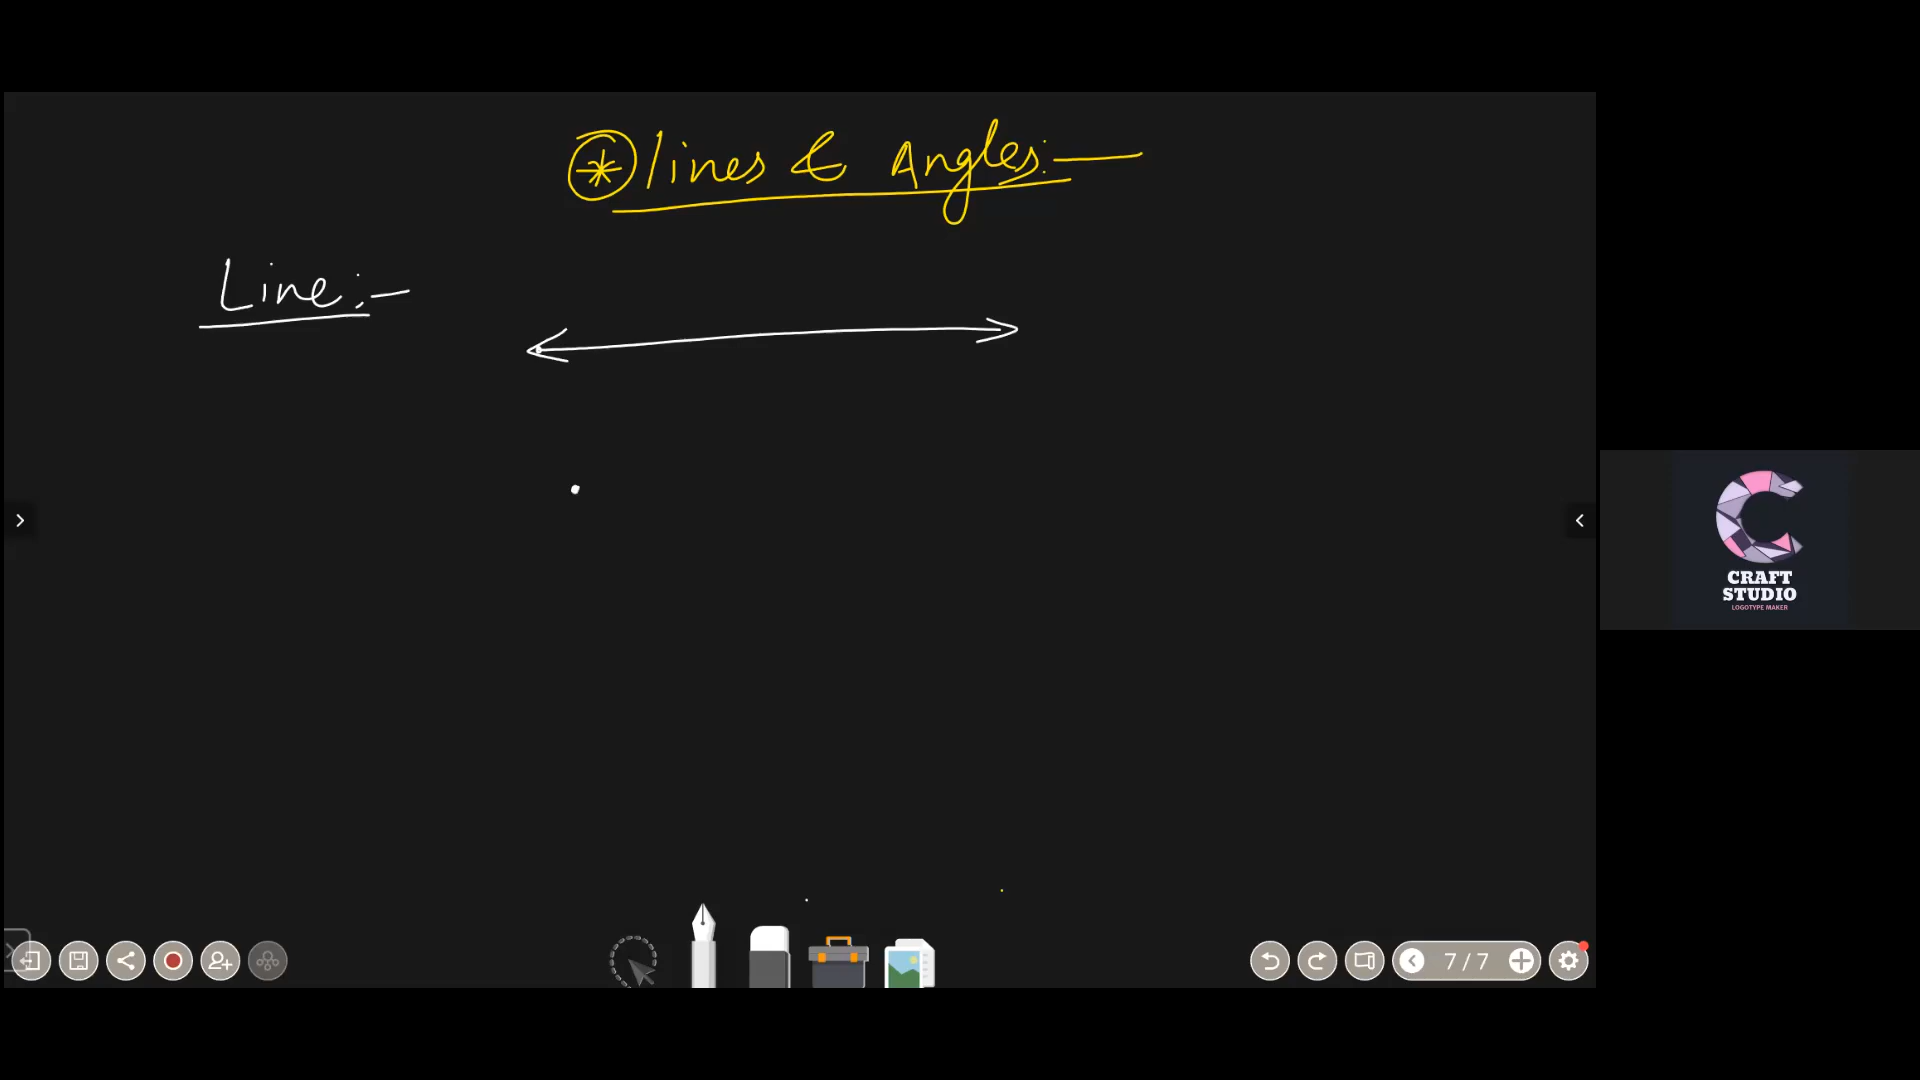 ⊛ lines & Angles:—
Line:-
CRAFT
STUDIO
LOGOTYPE MAKER
7/7